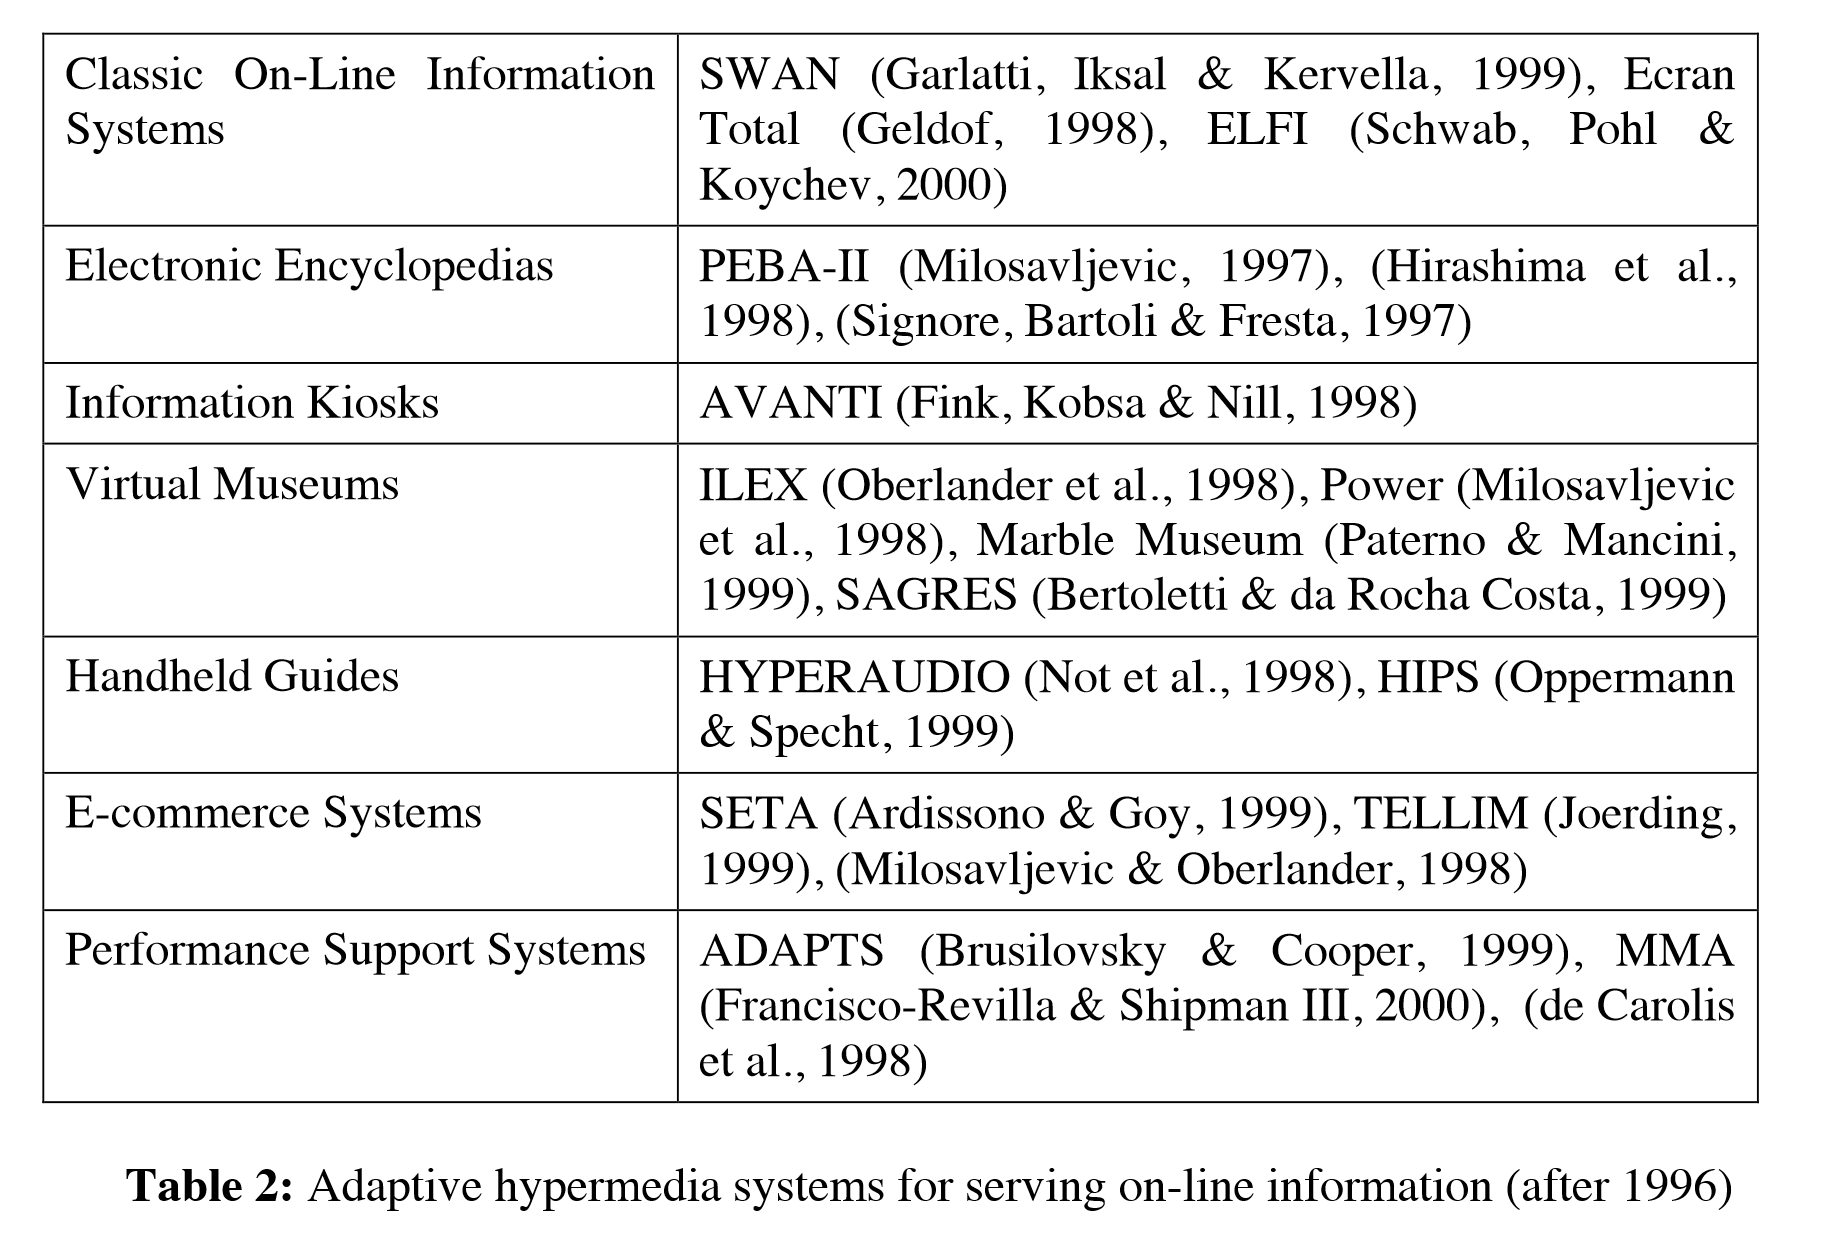 Classic On-Line Information
Systems
SWAN (Garlatti, Iksal & Kervella, 1999), Ecran
Total (Geldof, 1998), ELFI (Schwab, Pohl &
Koychev, 2000)
Electronic Encyclopedias
PEBA-II (Milosavljevic, 1997), (Hirashima et al.,
1998), (Signore, Bartoli & Fresta, 1997)
Information Kiosks
AVANTI (Fink, Kobsa & Nill, 1998)
Virtual Museums
ILEX (Oberlander et al., 1998), Power (Milosavljevic
et al., 1998), Marble Museum (Paterno & Mancini,
1999), SAGRES (Bertoletti & da Rocha Costa, 1999)
Handheld Guides
HYPERAUDIO (Not et al., 1998), HIPS (Oppermann
& Specht, 1999)
E-commerce Systems
SETA (Ardissono & Goy, 1999), TELLIM (Joerding,
1999), (Milosavljevic & Oberlander, 1998)
Performance Support Systems
ADAPTS (Brusilovsky & Cooper, 1999), MMA
(Francisco-Revilla & Shipman III, 2000), (de Carolis
et al., 1998)
Table 2: Adaptive hypermedia systems for serving on-line information (after 1996)